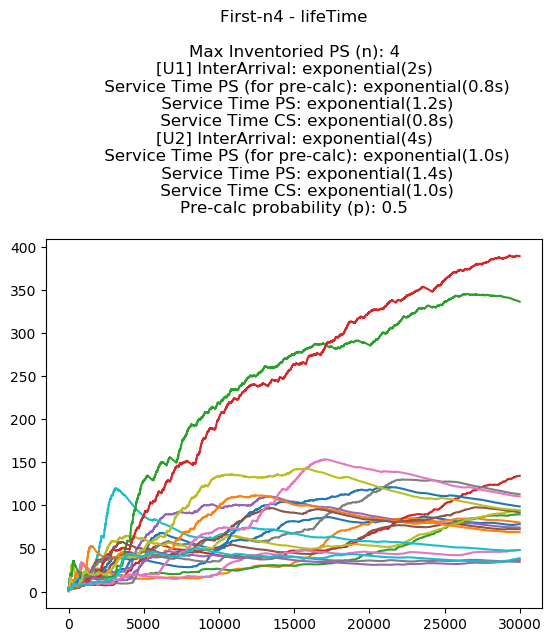 First-n4 - lifeTime
Max Inventoried PS (n): 4
[U1] InterArrival: exponential(2s)
Service Time PS (for pre-calc): exponential(0.8s)
Service Time PS: exponential(1.2s)
Service Time CS: exponential(0.8s)
[U2] InterArrival: exponential(4s)
Service Time PS (for pre-calc): exponential(1.0s)
Service Time PS: exponential(1.4s)
Service Time CS: exponential(1.0s)
Pre-calc probability (p): 0.5
400
350
300
250
200
150
100
50
0
0 5000 10000 15000 20000 25000 30000